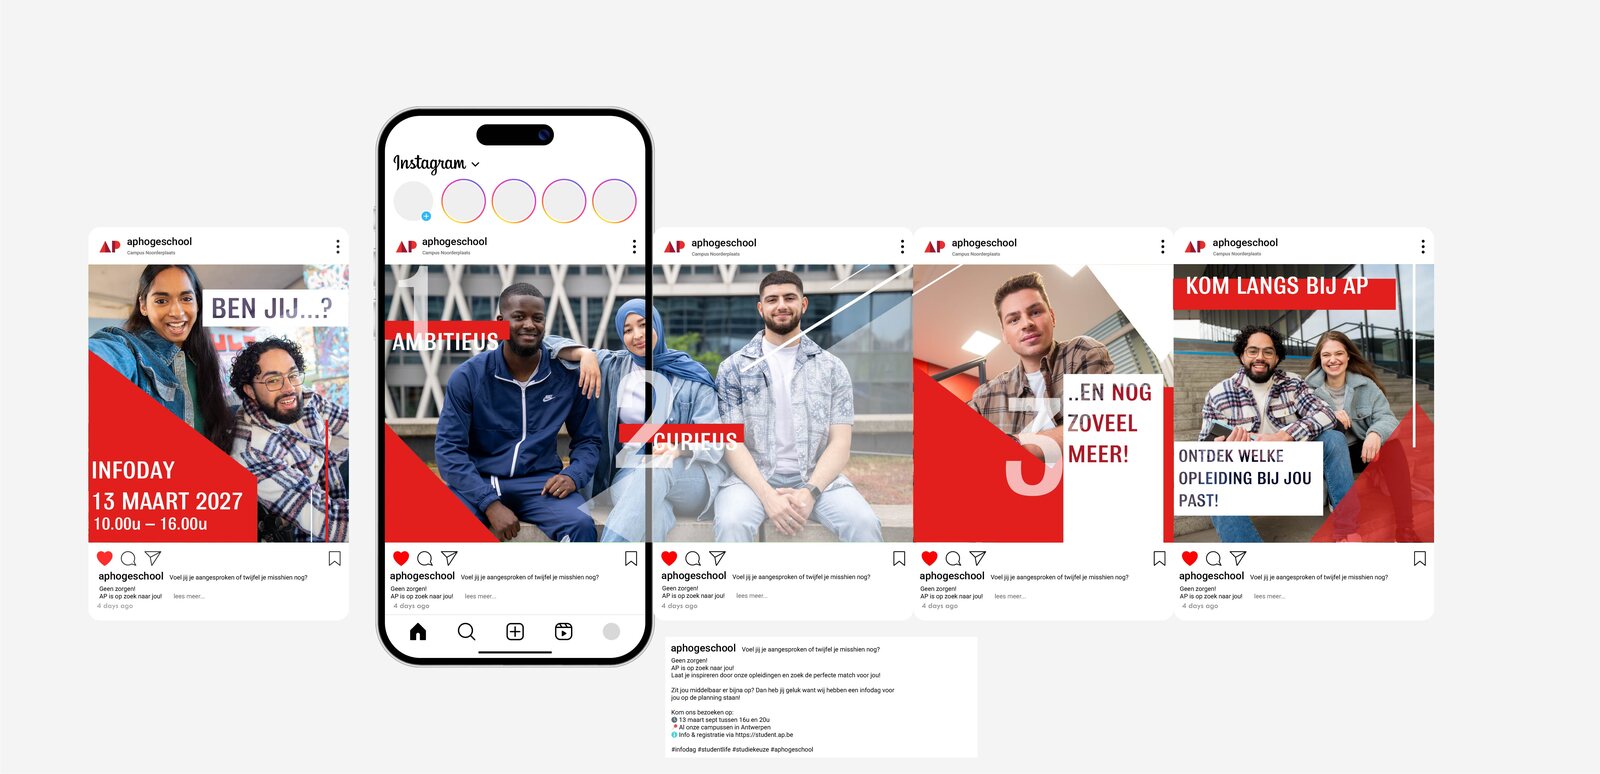 Instagram
AP aphogeschool
Campus Noorderplaats
BEN JIJ...?
INFODAY
13 MAART 2027
10.00u – 16.00u
aphogeschool Voel jij je aangesproken of twijfel je misshien nog?
Geen zorgen!
AP is op zoek naar jou! lees meer...
4 days ago
AP aphogeschool
Campus Noorderplaats
1
AMBITIEUS
aphogeschool Voel jij je aangesproken of twijfel je misshien nog?
Geen zorgen!
AP is op zoek naar jou! lees meer...
4 days ago
AP aphogeschool
Campus Noorderplaats
2
CURIEUS
aphogeschool Voel jij je aangesproken of twijfel je misshien nog?
Geen zorgen!
AP is op zoek naar jou! lees meer...
4 days ago
AP aphogeschool
Campus Noorderplaats
3
..EN NOG
ZOVEEL
MEER!
aphogeschool Voel jij je aangesproken of twijfel je misshien nog?
Geen zorgen!
AP is op zoek naar jou! lees meer...
4 days ago
AP aphogeschool
Campus Noorderplaats
KOM LANGS BIJ AP
ONTDEK WELKE
OPLEIDING BIJ JOU
PAST!
aphogeschool Voel jij je aangesproken of twijfel je misshien nog?
Geen zorgen!
AP is op zoek naar jou! lees meer...
4 days ago
aphogeschool Voel jij je aangesproken of twijfel je misshien nog?
Geen zorgen!
AP is op zoek naar jou!
Laat je inspireren door onze opleidingen en zoek de perfecte match voor jou!
Zit jou middelbaar er bijna op? Dan heb jij geluk want wij hebben een infodag voor
jou op de planning staan!
Kom ons bezoeken op:
🕓 13 maart sept tussen 16u en 20u
📍 Al onze campussen in Antwerpen
ℹ️ Info & registratie via https://student.ap.be
#infodag #studentlife #studiekeuze #aphogeschool